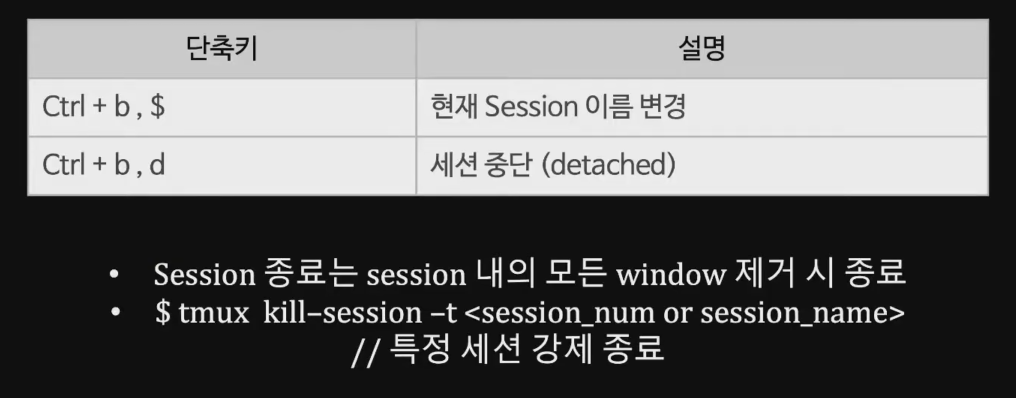 단축키 설명
Ctrl + b , $ 현재 Session 이름 변경
Ctrl + b , d 세션 중단 (detached)
• Session 종료는 session 내의 모든 window 제거 시 종료
• $ tmux kill–session –t <session_num or session_name>
// 특정 세션 강제 종료